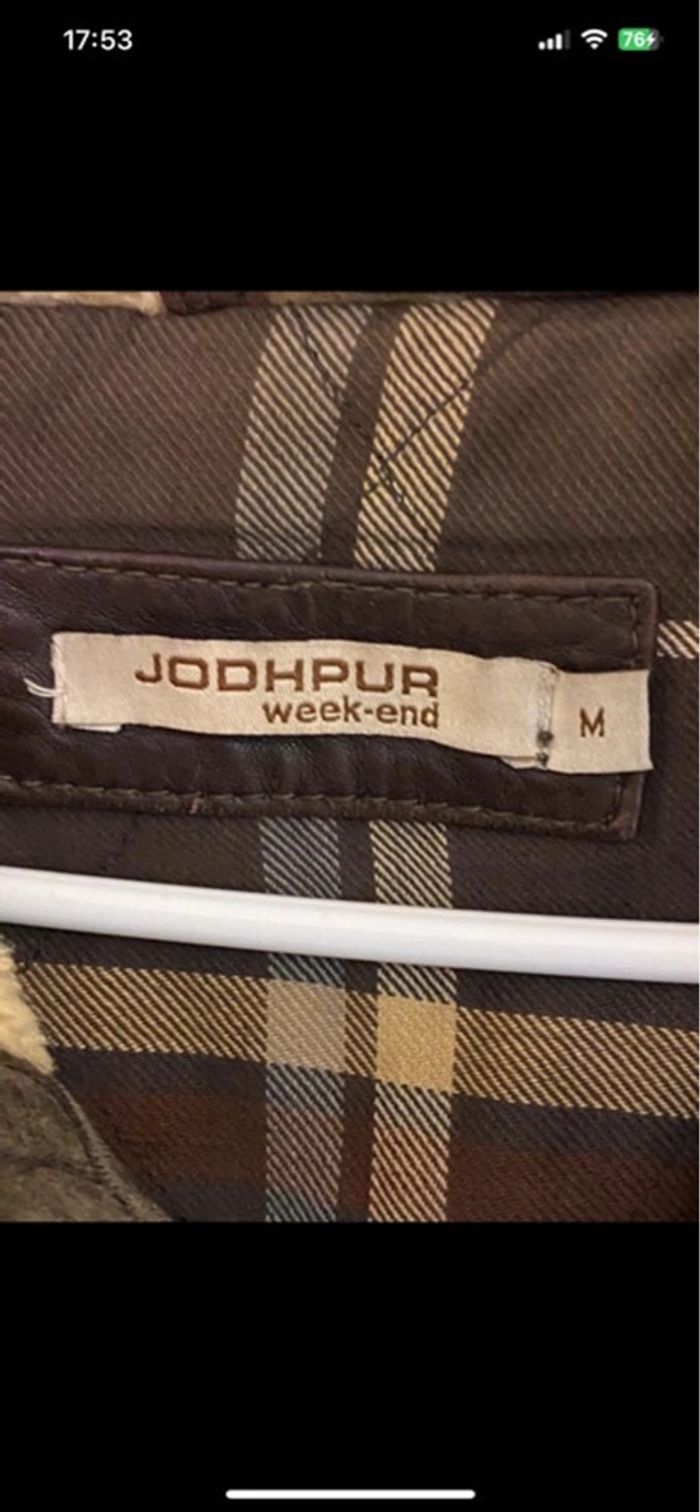 17:53
76
JODHPUR
week-end
M